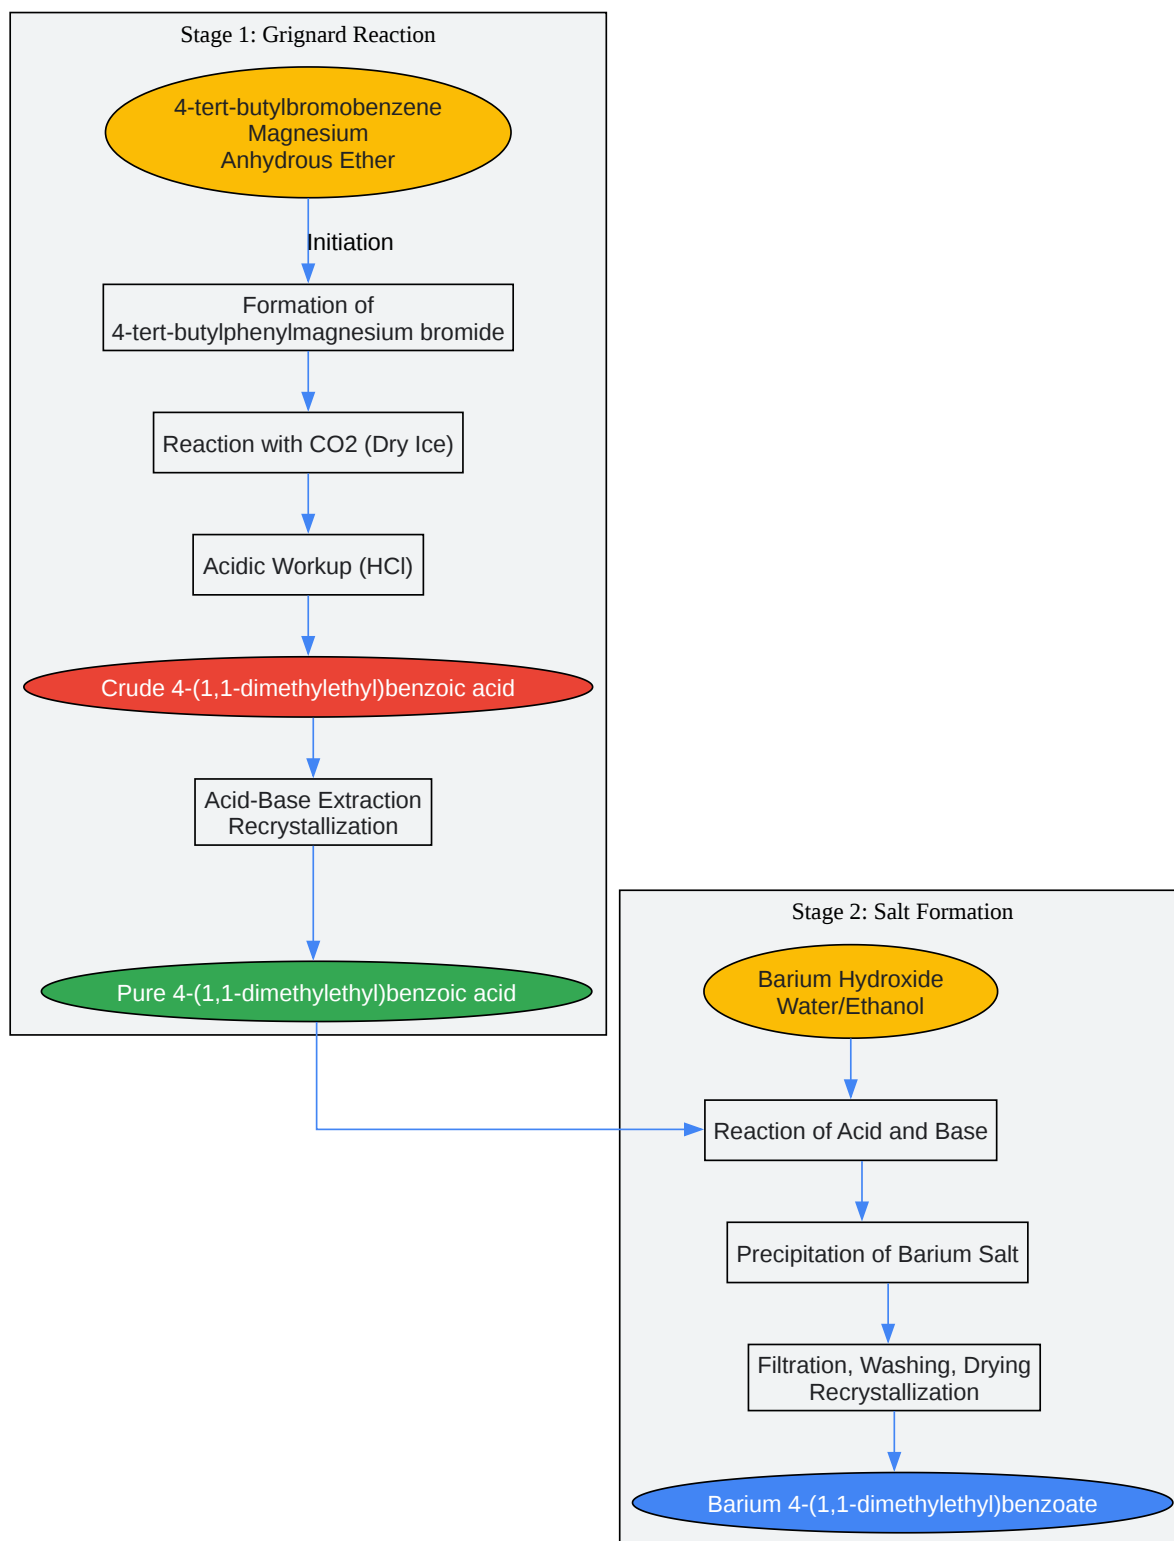 Stage 1: Grignard Reaction
4-tert-butylbromobenzene
Magnesium
Anhydrous Ether
Initiation
Formation of
4-tert-butylphenylmagnesium bromide
Reaction with CO2 (Dry Ice)
Acidic Workup (HCl)
Crude 4-(1,1-dimethylethyl)benzoic acid
Acid-Base Extraction
Recrystallization
Pure 4-(1,1-dimethylethyl)benzoic acid
Stage 2: Salt Formation
Barium Hydroxide
Water/Ethanol
Reaction of Acid and Base
Precipitation of Barium Salt
Filtration, Washing, Drying
Recrystallization
Barium 4-(1,1-dimethylethyl)benzoate